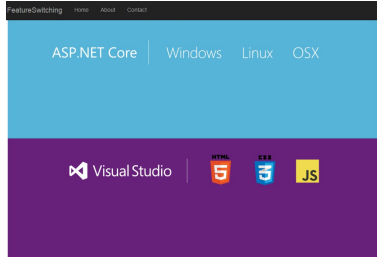 FeatureSwitching Home About Contact
ASP.NET Core Windows Linux OSX
Visual Studio HTML 5 CSS 3 JS